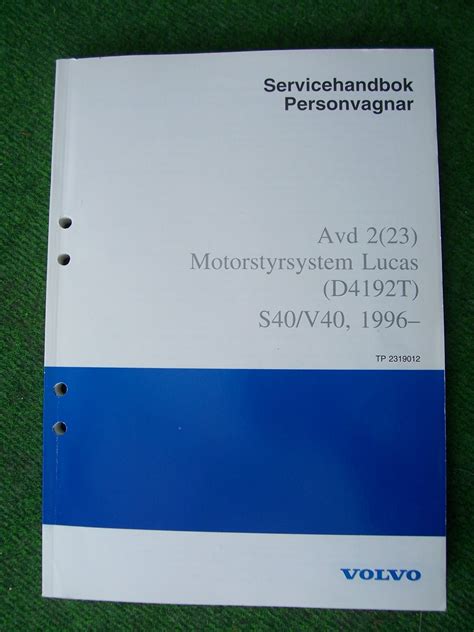 Servicehandbok
Personvagnar
Avd 2(23)
Motorstyrsystem Lucas
(D4192T)
S40/V40, 1996–
TP 2319012
VOLVO